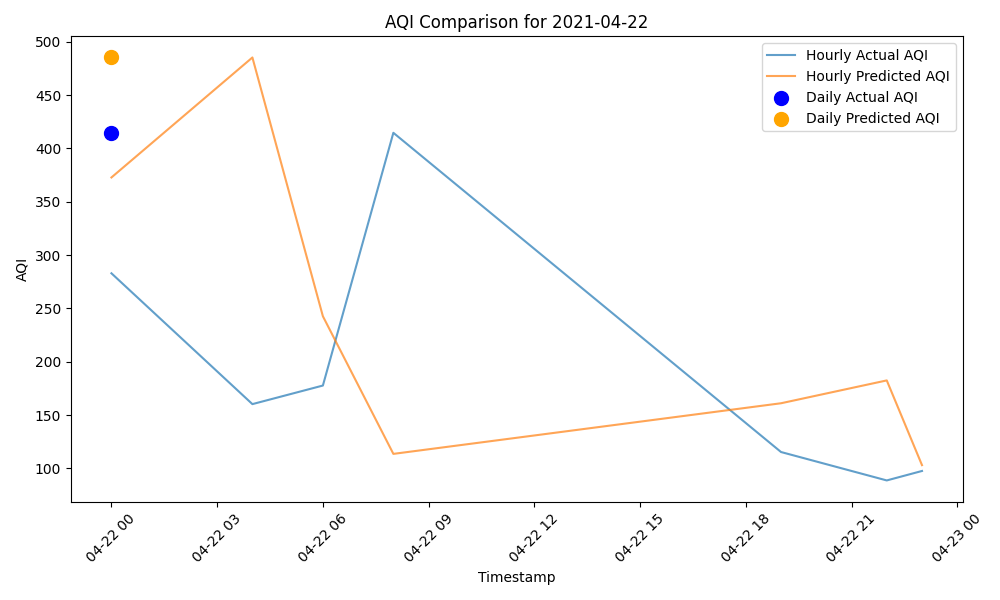 AQI Comparison for 2021-04-22
Hourly Actual AQI
Hourly Predicted AQI
Daily Actual AQI
Daily Predicted AQI
AQI
500
450
400
350
300
250
200
150
100
04-22 00
04-22 03
04-22 06
04-22 09
04-22 12
04-22 15
04-22 18
04-22 21
04-23 00
Timestamp